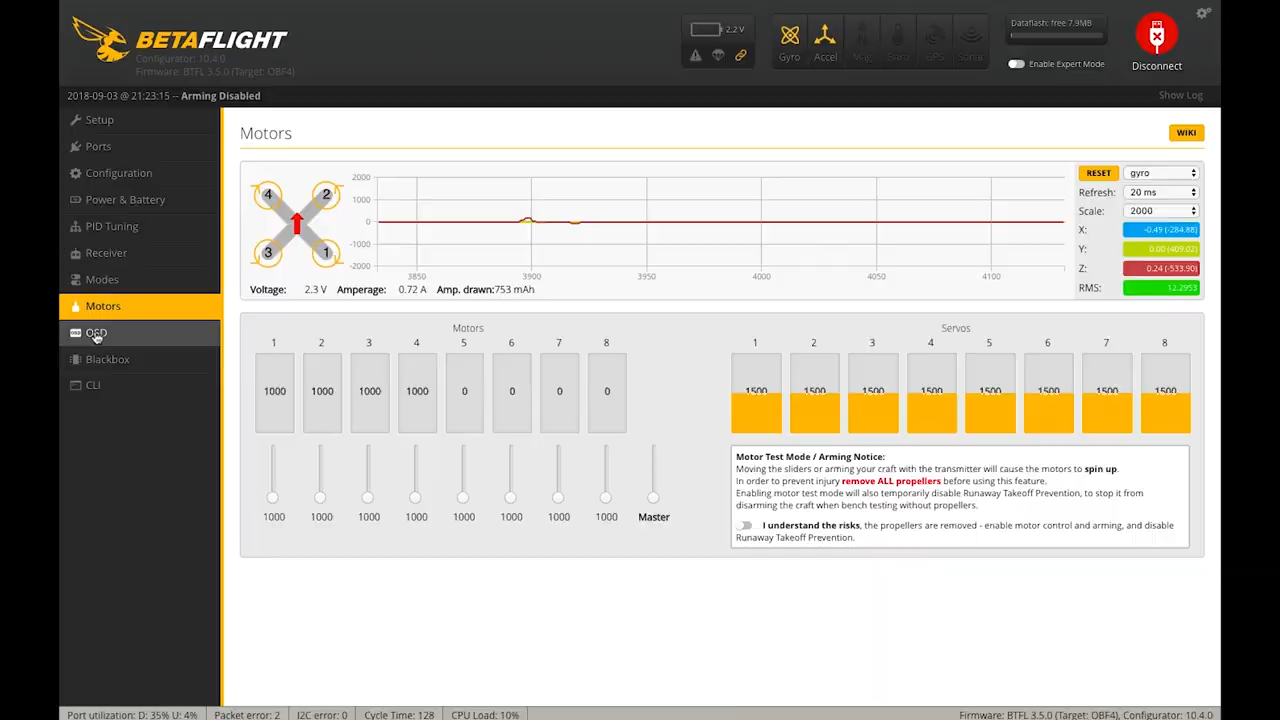 BETAFLIGHT
Configurator: 10.4.0
Firmware: BTFL 3.5.0 (Target: OBF4)
2.2 V
Gyro
Accel
Mag
Baro
GPS
Sonar
Dataflash: free 7.9MB
Enable Expert Mode
Disconnect
2018-09-03 @ 21:23:15 -- Arming Disabled
Show Log
Setup
Ports
Configuration
Power & Battery
PID Tuning
Receiver
Modes
Motors
OSD
Blackbox
CLI
Motors
WIKI
4 2
3 1
2000
1000
0
-1000
-2000
3850 3900 3950 4000 4050 4100
Voltage: 2.3 V Amperage: 0.72 A Amp. drawn: 753 mAh
RESET gyro
Refresh: 20 ms
Scale: 2000
X: -0.49 (-284.88)
Y: 0.00 (409.02)
Z: 0.24 (-533.90)
RMS: 12.2953
Motors
1 2 3 4 5 6 7 8
1000 1000 1000 1000 0 0 0 0
1000 1000 1000 1000 1000 1000 1000 1000 Master
Servos
1 2 3 4 5 6 7 8
1500 1500 1500 1500 1500 1500 1500 1500
Motor Test Mode / Arming Notice:
Moving the sliders or arming your craft with the transmitter will cause the motors to spin up.
In order to prevent injury remove ALL propellers before using this feature.
Enabling motor test mode will also temporarily disable Runaway Takeoff Prevention, to stop it from
disarming the craft when bench testing without propellers.
I understand the risks, the propellers are removed - enable motor control and arming, and disable
Runaway Takeoff Prevention.
Port utilization: D: 35% U: 4% Packet error: 2 I2C error: 0 Cycle Time: 128 CPU Load: 10% Firmware: BTFL 3.5.0 (Target: OBF4), Configurator: 10.4.0